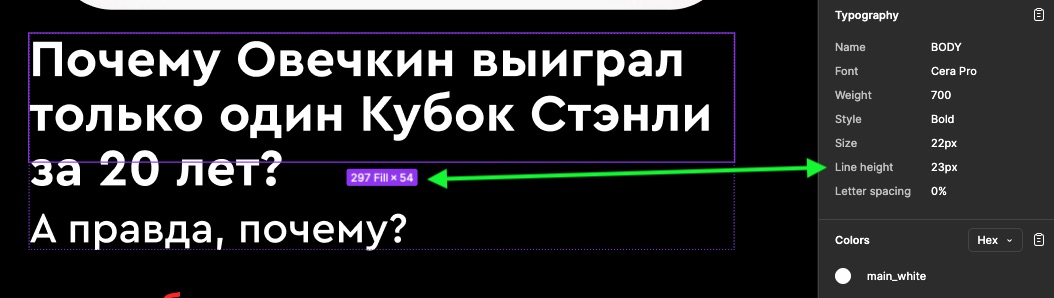 Почему Овечкин выиграл
только один Кубок Стэнли
за 20 лет?
297 Fill × 54
А правда, почему?
Typography
Name BODY
Font Cera Pro
Weight 700
Style Bold
Size 22px
Line height 23px
Letter spacing 0%
Colors Hex
main_white